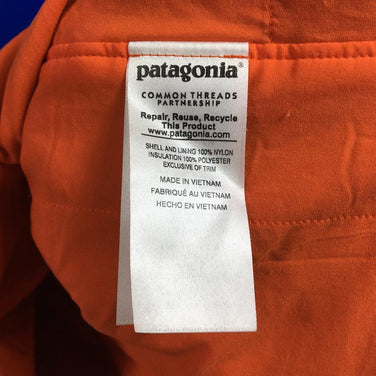 patagonia®
COMMON THREADS
PARTNERSHIP
Repair, Reuse, Recycle
This Product
www.patagonia.com
SHELL AND LINING 100% NYLON
INSULATION 100% POLYESTER
EXCLUSIVE OF TRIM
MADE IN VIETNAM
FABRIQUÉ AU VIETNAM
HECHO EN VIETNAM